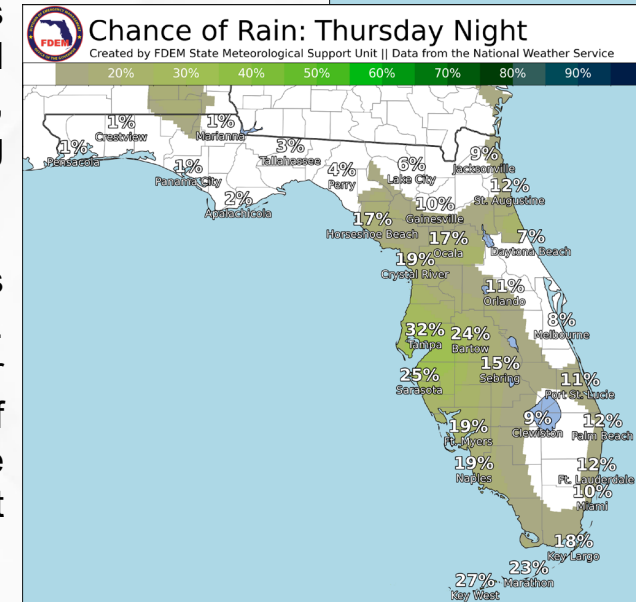 FDEM
Chance of Rain: Thursday Night
Created by FDEM State Meteorological Support Unit || Data from the National Weather Service
20% 30% 40% 50% 60% 70% 80% 90%
1%
Crestview
1%
Marianna
1%
Pensacola
3%
Tallahassee
9%
Jacksonville
1%
Panama City
4%
Perry
6%
Lake City
12%
St. Augustine
2%
Apalachicola
10%
Gainesville
17%
Horseshoe Beach
17%
Ocala
7%
Daytona Beach
19%
Crystal River
11%
Orlando
8%
Melbourne
32%
Tampa
24%
Bartow
15%
Sebring
25%
Sarasota
11%
Port St. Lucie
9%
Clewiston
12%
Palm Beach
19%
Ft. Myers
19%
Naples
12%
Ft. Lauderdale
10%
Miami
18%
Key Largo
23%
Marathon
27%
Key West